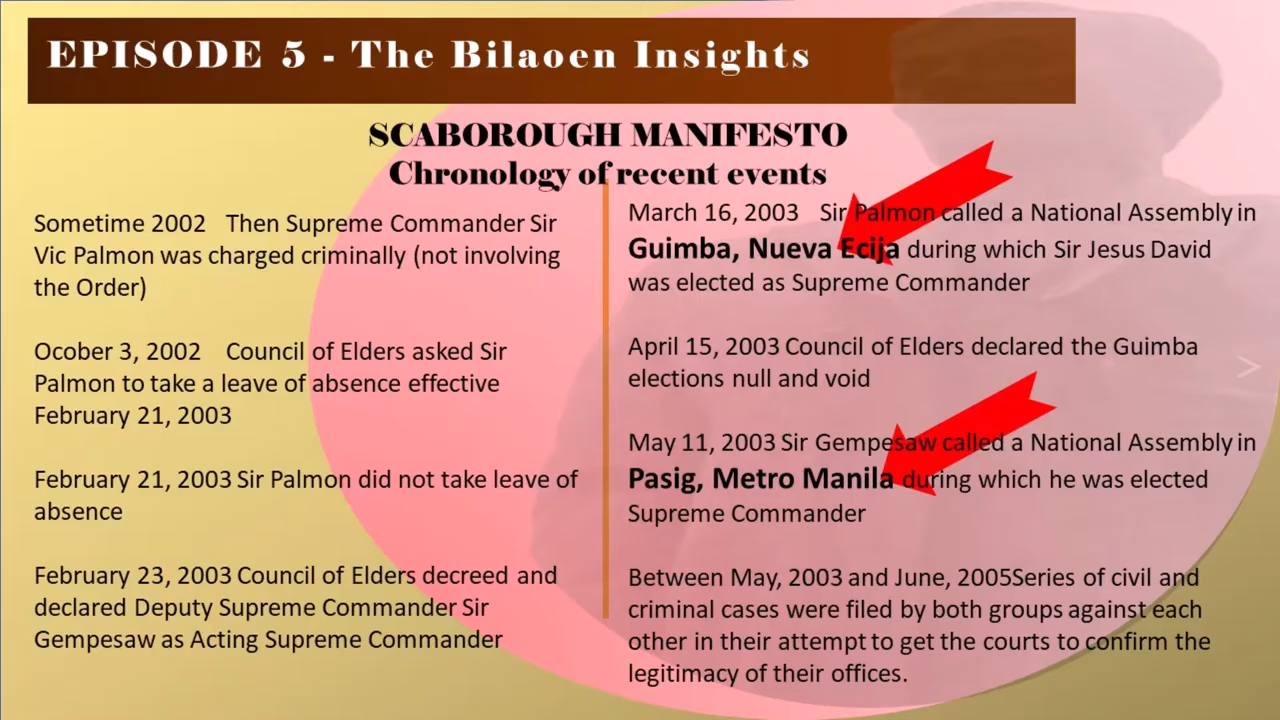 EPISODE 5 - The Bilaoen Insights
SCABOROUGH MANIFESTO
Chronology of recent events
Sometime 2002 Then Supreme Commander Sir
Vic Palmon was charged criminally (not involving
the Order)
Ocober 3, 2002 Council of Elders asked Sir
Palmon to take a leave of absence effective
February 21, 2003
February 21, 2003 Sir Palmon did not take leave of
absence
February 23, 2003 Council of Elders decreed and
declared Deputy Supreme Commander Sir
Gempesaw as Acting Supreme Commander
March 16, 2003 Sir Palmon called a National Assembly in
Guimba, Nueva Ecija during which Sir Jesus David
was elected as Supreme Commander
April 15, 2003 Council of Elders declared the Guimba
elections null and void
May 11, 2003 Sir Gempesaw called a National Assembly in
Pasig, Metro Manila during which he was elected
Supreme Commander
Between May, 2003 and June, 2005Series of civil and
criminal cases were filed by both groups against each
other in their attempt to get the courts to confirm the
legitimacy of their offices.